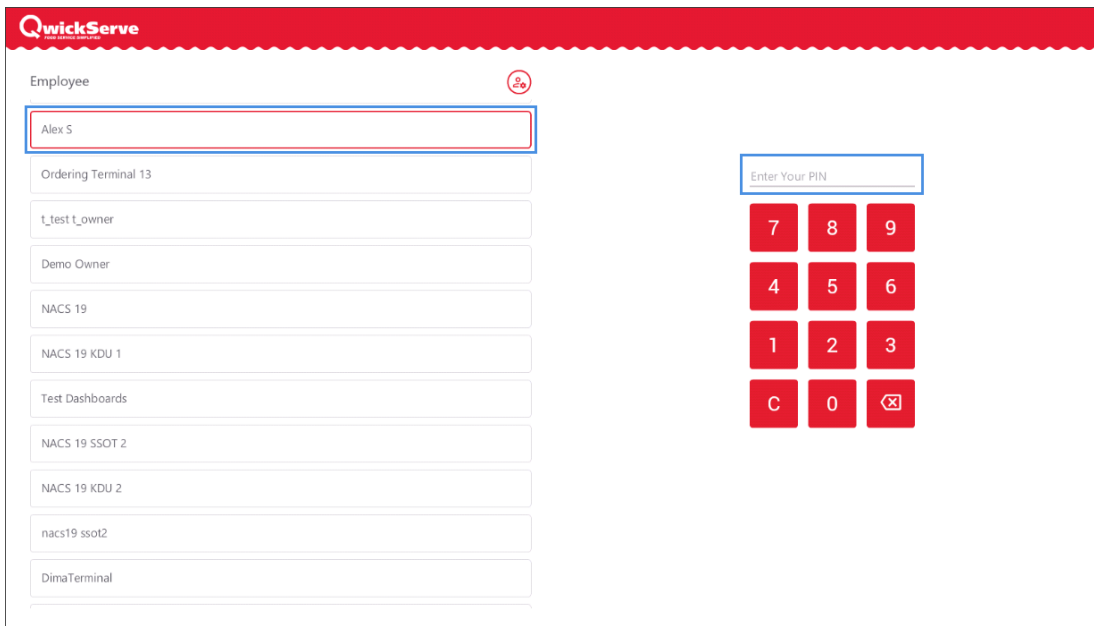 QwickServe
FOOD SERVICE SIMPLIFIED
Employee
Alex S
Ordering Terminal 13
t_test t_owner
Demo Owner
NACS 19
NACS 19 KDU 1
Test Dashboards
NACS 19 SSOT 2
NACS 19 KDU 2
nacs19 ssot2
DimaTerminal
Enter Your PIN
7 8 9
4 5 6
1 2 3
C 0